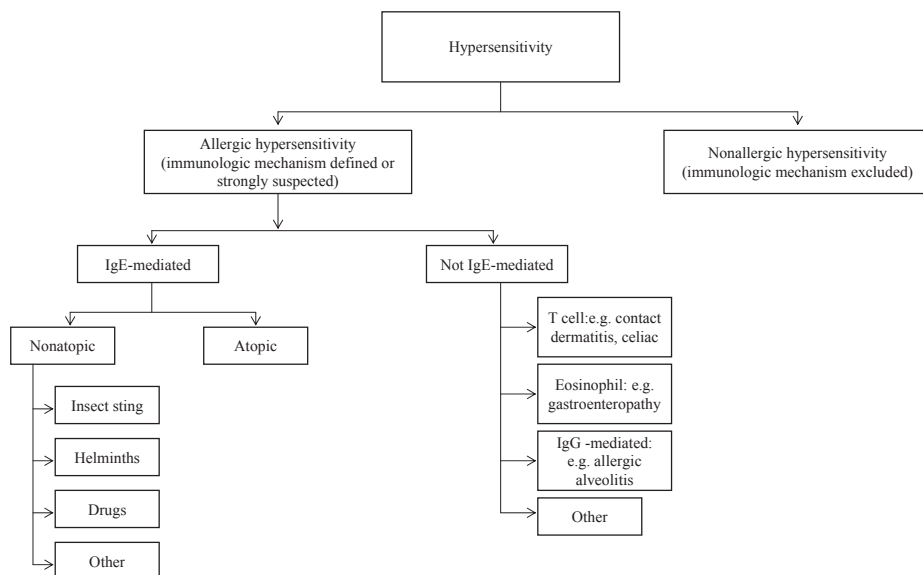 Hypersensitivity
Allergic hypersensitivity
(immunologic mechanism defined or
strongly suspected)
Nonallergic hypersensitivity
(immunologic mechanism excluded)
IgE-mediated
Not IgE-mediated
Nonatopic
Atopic
Insect sting
Helminths
Drugs
Other
T cell:e.g. contact
dermatitis, celiac
Eosinophil: e.g.
gastroenteropathy
IgG -mediated:
e.g. allergic
alveolitis
Other